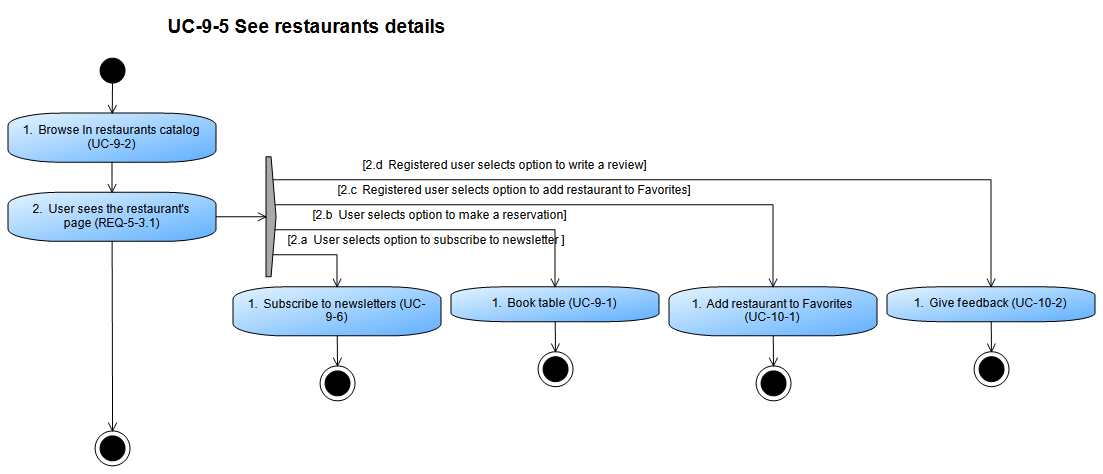 UC-9-5 See restaurants details
1. Browse In restaurants catalog
(UC-9-2)
2. User sees the restaurant's
page (REQ-5-3.1)
[2.d Registered user selects option to write a review]
[2.c Registered user selects option to add restaurant to Favorites]
[2.b User selects option to make a reservation]
[2.a User selects option to subscribe to newsletter ]
1. Subscribe to newsletters (UC-
9-6)
1. Book table (UC-9-1)
1. Add restaurant to Favorites
(UC-10-1)
1. Give feedback (UC-10-2)